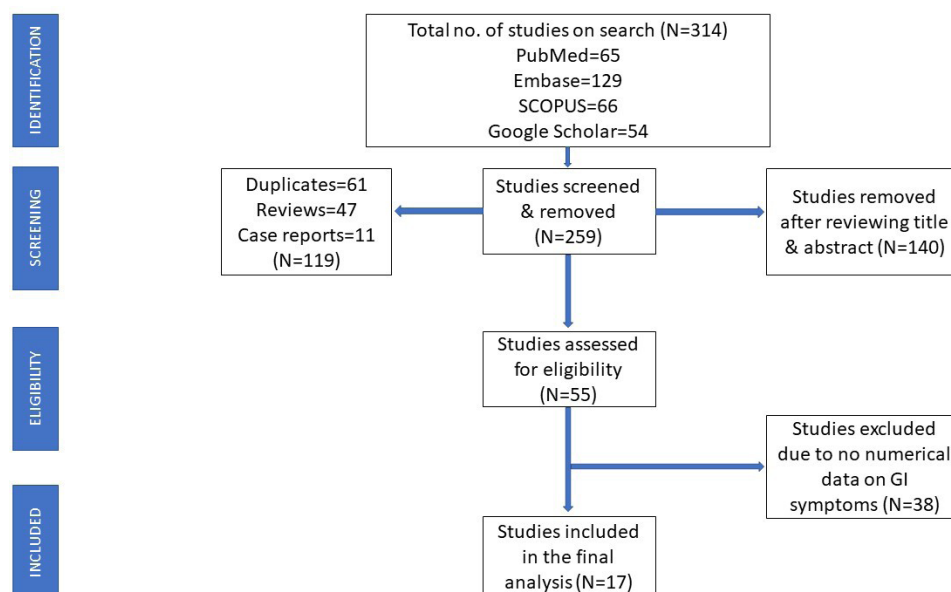 IDENTIFICATION
Total no. of studies on search (N=314)
PubMed=65
Embase=129
SCOPUS=66
Google Scholar=54
SCREENING
Duplicates=61
Reviews=47
Case reports=11
(N=119)
Studies screened
& removed
(N=259)
Studies removed
after reviewing title
& abstract (N=140)
ELIGIBILITY
Studies assessed
for eligibility
(N=55)
Studies excluded
due to no numerical
data on GI
symptoms (N=38)
INCLUDED
Studies included
in the final
analysis (N=17)